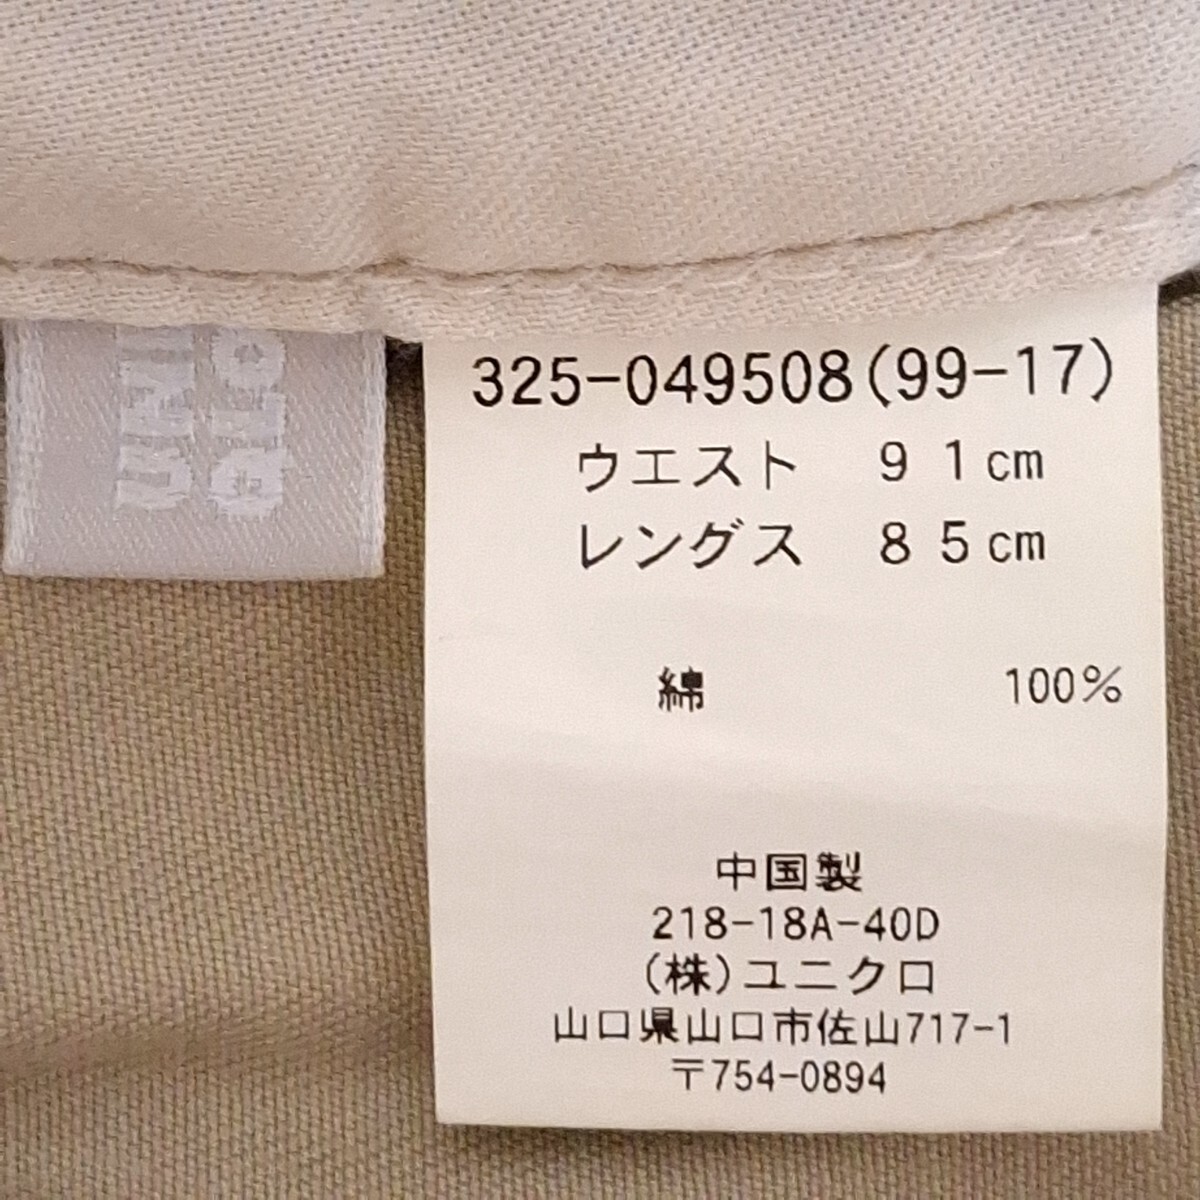 325-049508(99-17)
ウエスト 91cm
レングス 85cm
綿 100%
中国製
218-18A-40D
(株)ユニクロ
山口県山口市佐山717-1
〒754-0894